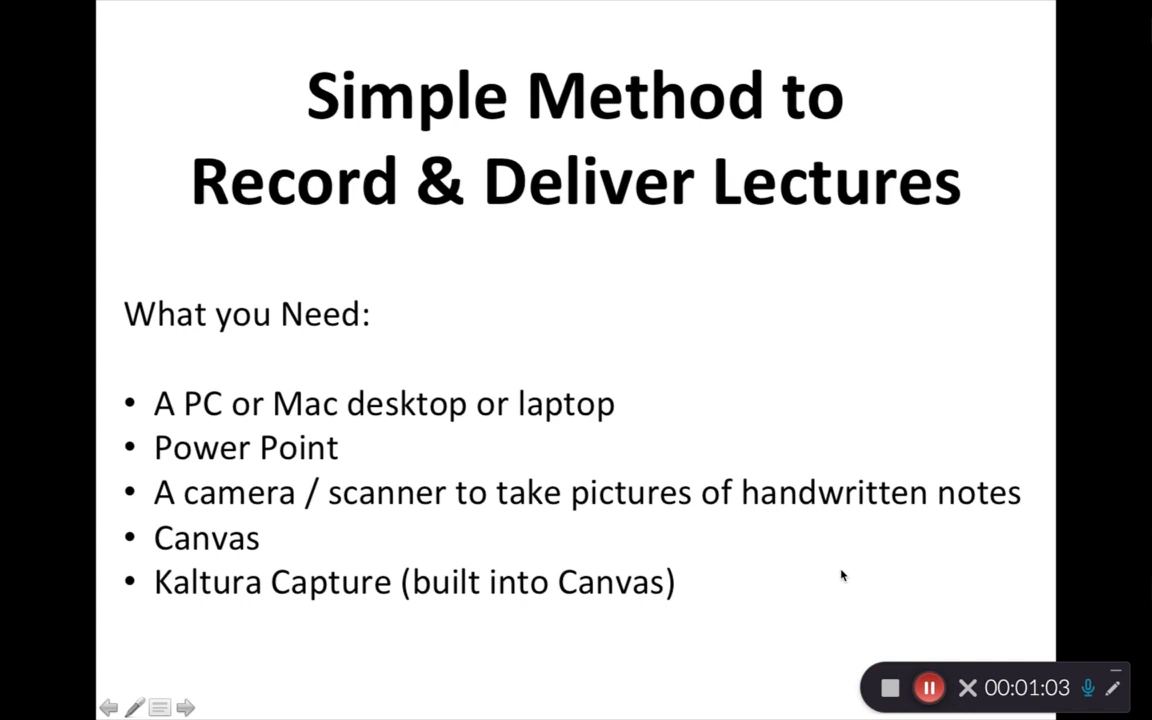 Simple Method to
Record & Deliver Lectures
What you Need:
• A PC or Mac desktop or laptop
• Power Point
• A camera / scanner to take pictures of handwritten notes
• Canvas
• Kaltura Capture (built into Canvas)
00:01:03